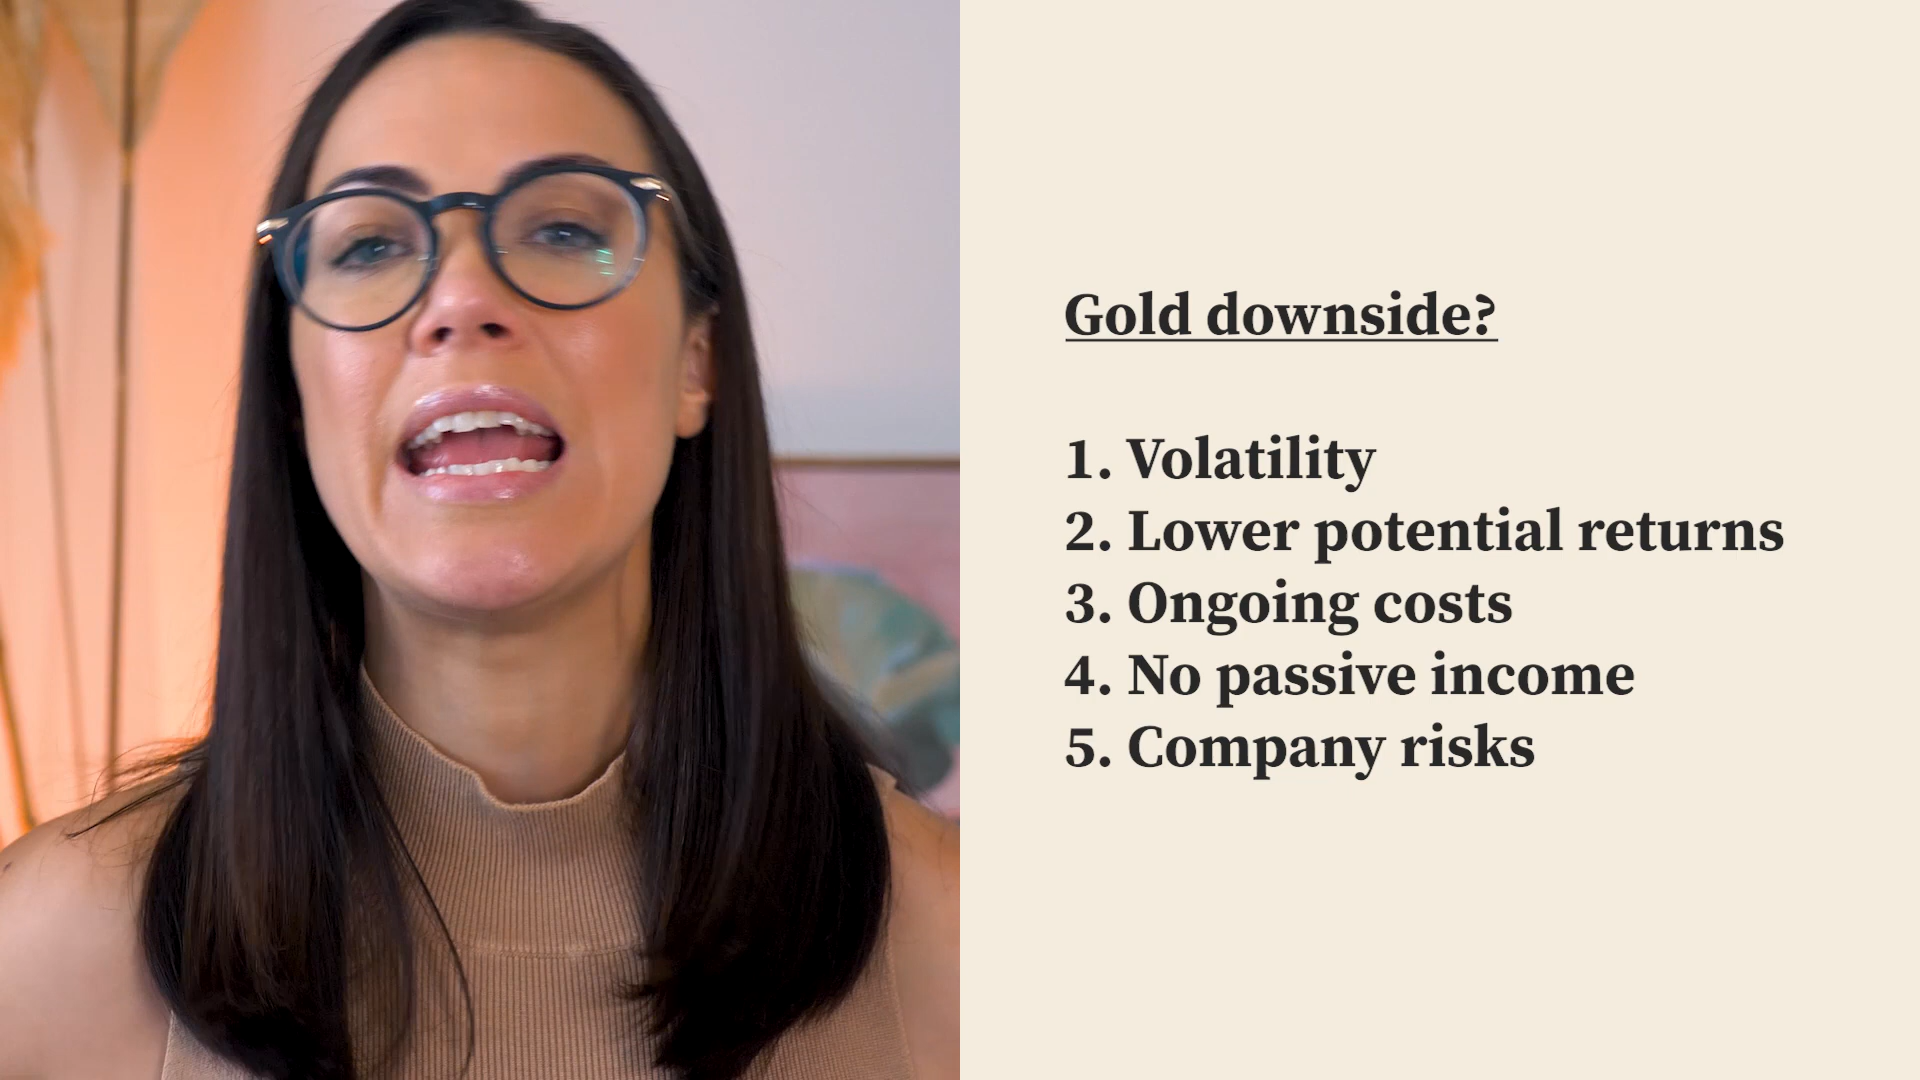 Gold downside?
1. Volatility
2. Lower potential returns
3. Ongoing costs
4. No passive income
5. Company risks